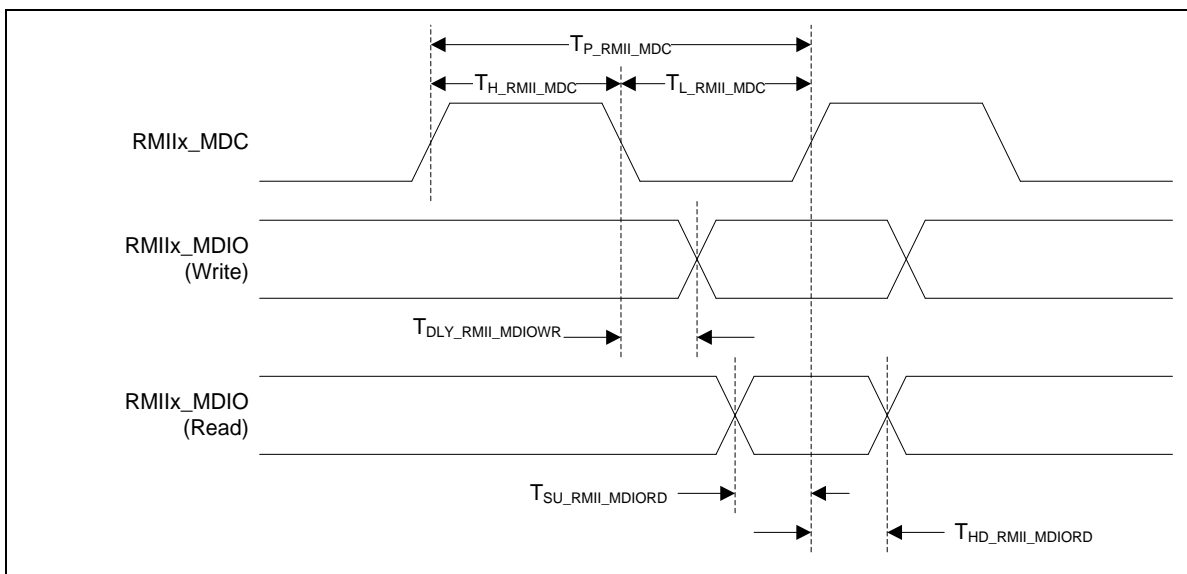 TP_RMII_MDC
TH_RMII_MDC TL_RMII_MDC
RMIIx_MDC
RMIIx_MDIO
(Write)
TDLY_RMII_MDIOWR
RMIIx_MDIO
(Read)
TSU_RMII_MDIORD
THD_RMII_MDIORD